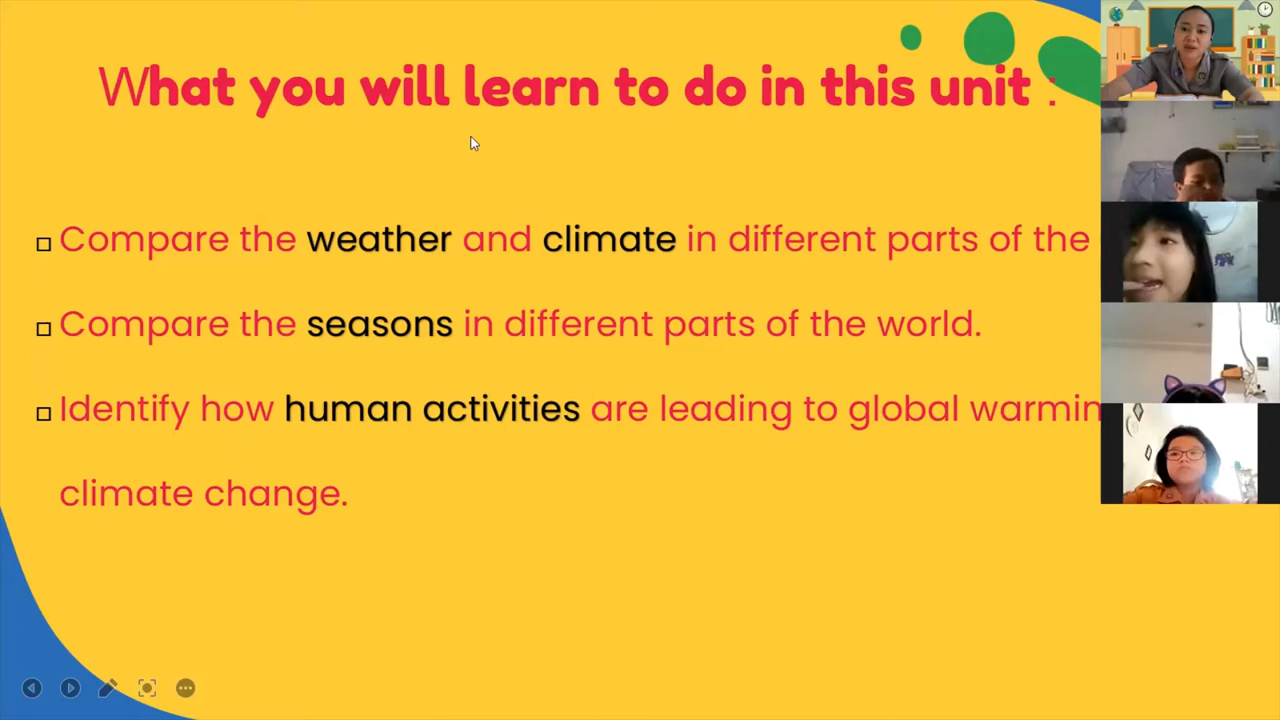 What you will learn to do in this unit :
▫Compare the weather and climate in different parts of the
▫Compare the seasons in different parts of the world.
▫Identify how human activities are leading to global warmin
climate change.